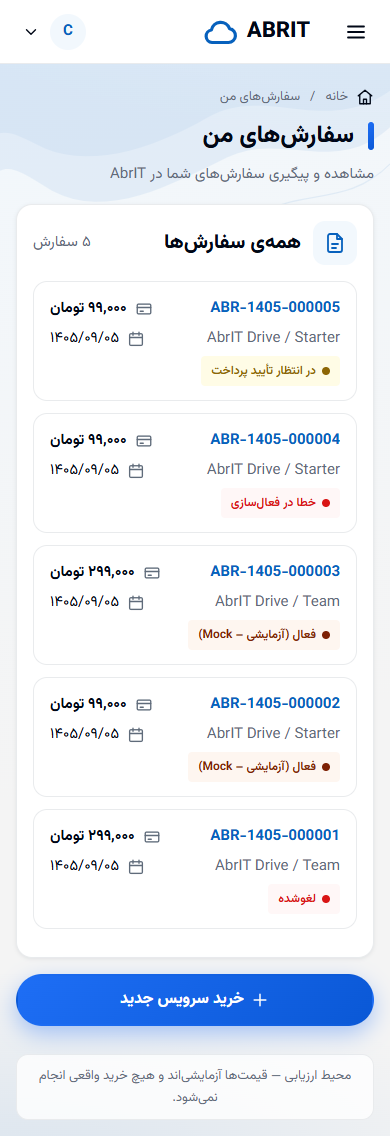 ABRIT
C
خانه / سفارش‌های من
سفارش‌های من
مشاهده و پیگیری سفارش‌های شما در AbrIT
همه‌ی سفارش‌ها
۵ سفارش
ABR-1405-000005
۹۹,۰۰۰ تومان
AbrIT Drive / Starter
۱۴۰۵/۰۹/۰۵
در انتظار تأیید پرداخت
ABR-1405-000004
۹۹,۰۰۰ تومان
AbrIT Drive / Starter
۱۴۰۵/۰۹/۰۵
خطا در فعال‌سازی
ABR-1405-000003
۲۹۹,۰۰۰ تومان
AbrIT Drive / Team
۱۴۰۵/۰۹/۰۵
فعال (آزمایشی – Mock)
ABR-1405-000002
۹۹,۰۰۰ تومان
AbrIT Drive / Starter
۱۴۰۵/۰۹/۰۵
فعال (آزمایشی – Mock)
ABR-1405-000001
۲۹۹,۰۰۰ تومان
AbrIT Drive / Team
۱۴۰۵/۰۹/۰۵
لغوشده
+ خرید سرویس جدید
محیط ارزیابی — قیمت‌ها آزمایشی‌اند و هیچ خرید واقعی انجام
نمی‌شود.